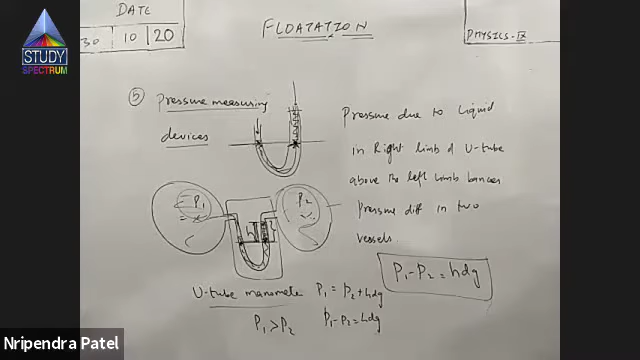 DATE
30 10 20
STUDY
SPECTRUM
FLOATATION
PHYSICS-IX
5 Pressure measuring
devices
Pressure due to liquid
in Right limb of U-tube
above the left limb bances
Pressure diff in two
vessels.
P1
P2
h
P1-P2 = hdg
U-tube manomete P1 = P2 + hdg
P1 > P2 P1-P2 = hdg
Nripendra Patel